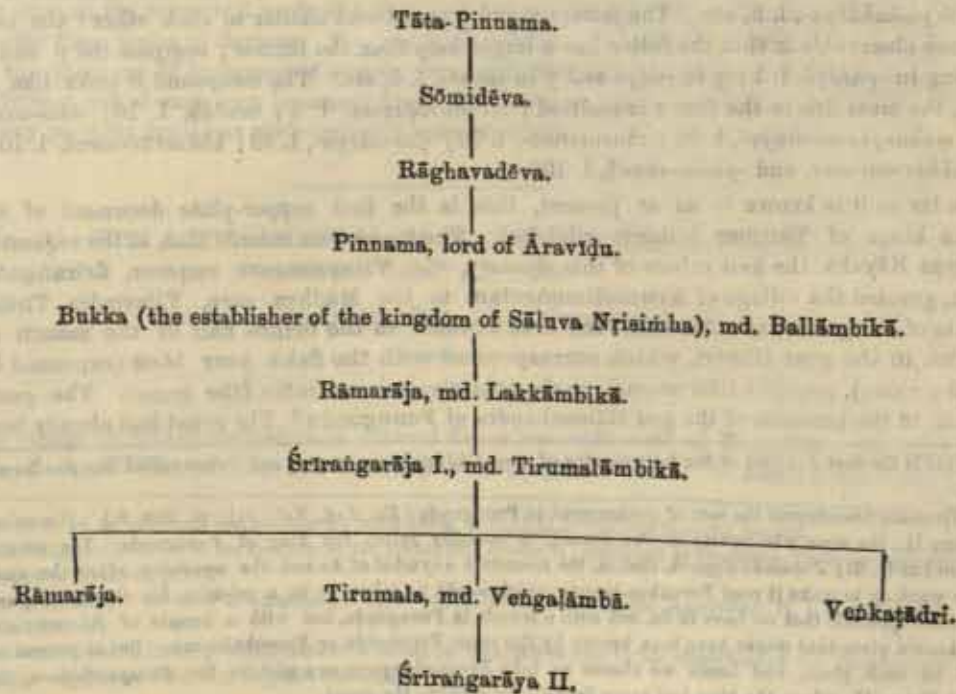 Tāta-Pinnama.
Sōmidēva.
Rāghavadēva.
Pinnama, lord of Āravīḍu.
Bukka (the establisher of the kingdom of Sāḷuva Nṛisiṁha), md. Ballāmbikā.
Rāmarāja, md. Lakkāmbikā.
Śrīraṅgarāja I., md. Tirumalāmbikā.
Rāmarāja. Tirumala, md. Veṅgaḷāmbā. Veṅkaṭādri.
Śrīraṅgarāya II.